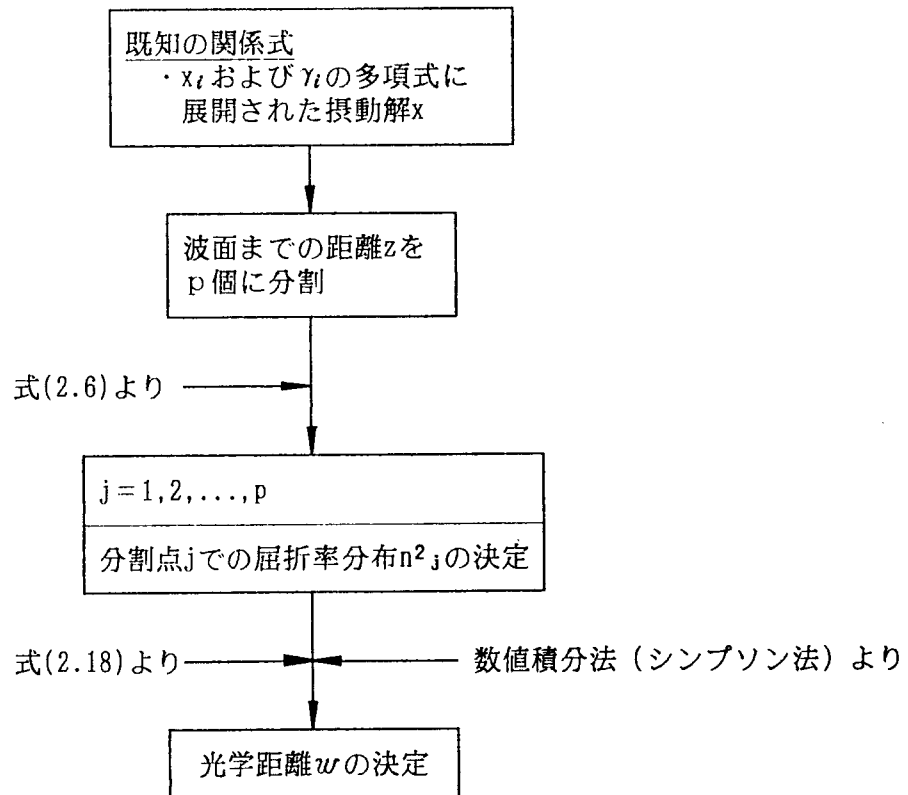 既知の関係式
・xᵢおよびγᵢの多項式に
展開された摂動解x
波面までの距離zを
p個に分割
式(2.6)より
j=1,2,...,p
分割点jでの屈折率分布n²ⱼの決定
式(2.18)より
数値積分法(シンプソン法)より
光学距離wの決定